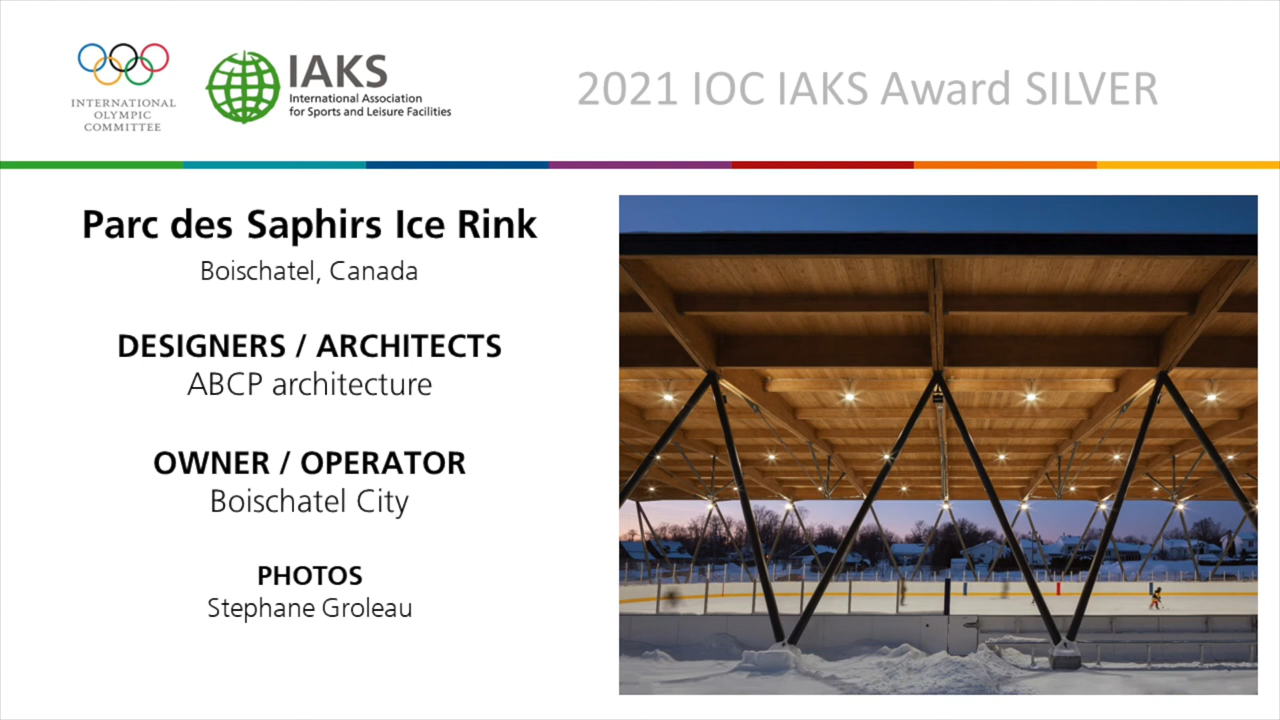 INTERNATIONAL
OLYMPIC
COMMITTEE
IAKS
International Association
for Sports and Leisure Facilities
2021 IOC IAKS Award SILVER
Parc des Saphirs Ice Rink
Boischatel, Canada
DESIGNERS / ARCHITECTS
ABCP architecture
OWNER / OPERATOR
Boischatel City
PHOTOS
Stephane Groleau